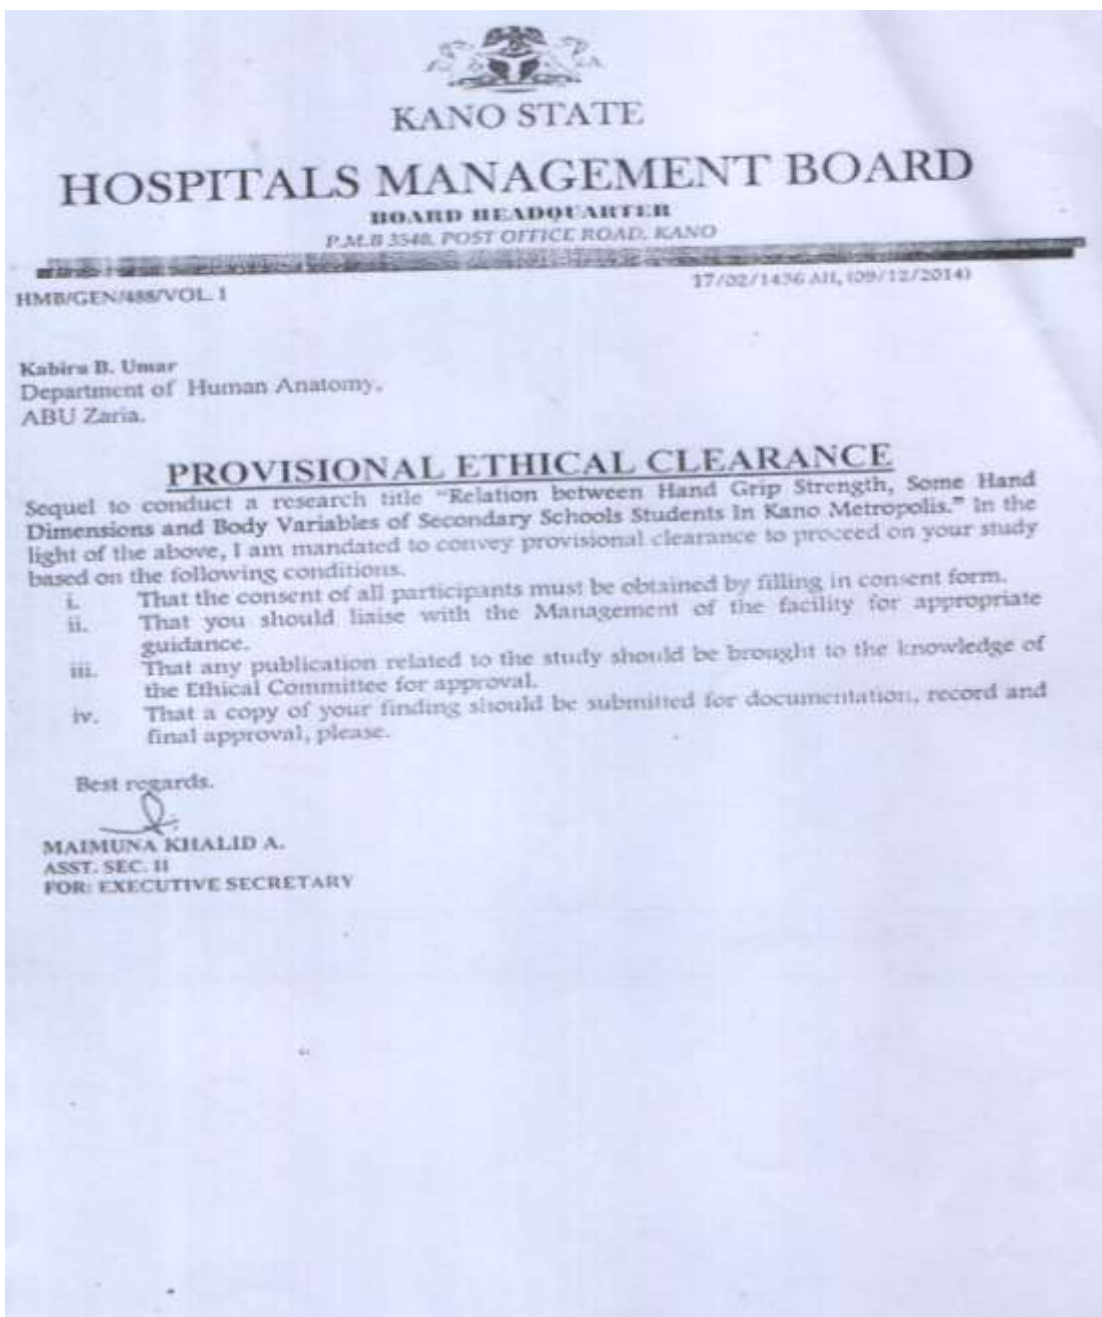 KANO STATE
HOSPITALS MANAGEMENT BOARD
BOARD HEADQUARTER
P.M.B 3540, POST OFFICE ROAD, KANO
HMB/GEN/488/VOL. 1
17/02/1436 AH, (09/12/2014)
Kabiru B. Umar
Department of Human Anatomy,
ABU Zaria.
PROVISIONAL ETHICAL CLEARANCE
Sequel to conduct a research title “Relation between Hand Grip Strength, Some Hand
Dimensions and Body Variables of Secondary Schools Students In Kano Metropolis.” In the
light of the above, I am mandated to convey provisional clearance to proceed on your study
based on the following conditions.
i. That the consent of all participants must be obtained by filling in consent form.
ii. That you should liaise with the Management of the facility for appropriate
guidance.
iii. That any publication related to the study should be brought to the knowledge of
the Ethical Committee for approval.
iv. That a copy of your finding should be submitted for documentation, record and
final approval, please.
Best regards.
MAIMUNA KHALID A.
ASST. SEC. II
FOR: EXECUTIVE SECRETARY